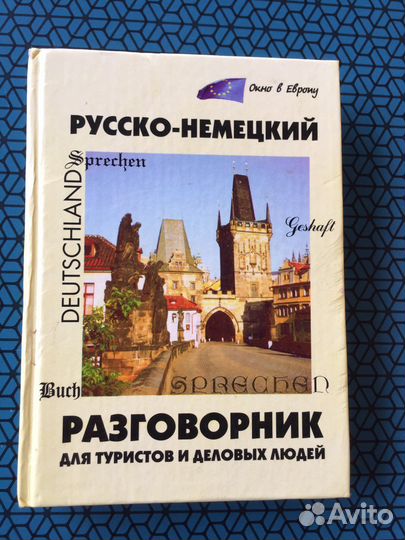 Окно в Европу
РУССКО-НЕМЕЦКИЙ
Sprechen
DEUTSCHLAND
Geshaft
Buch
SPRECHEN
РАЗГОВОРНИК
ДЛЯ ТУРИСТОВ И ДЕЛОВЫХ ЛЮДЕЙ
Avito